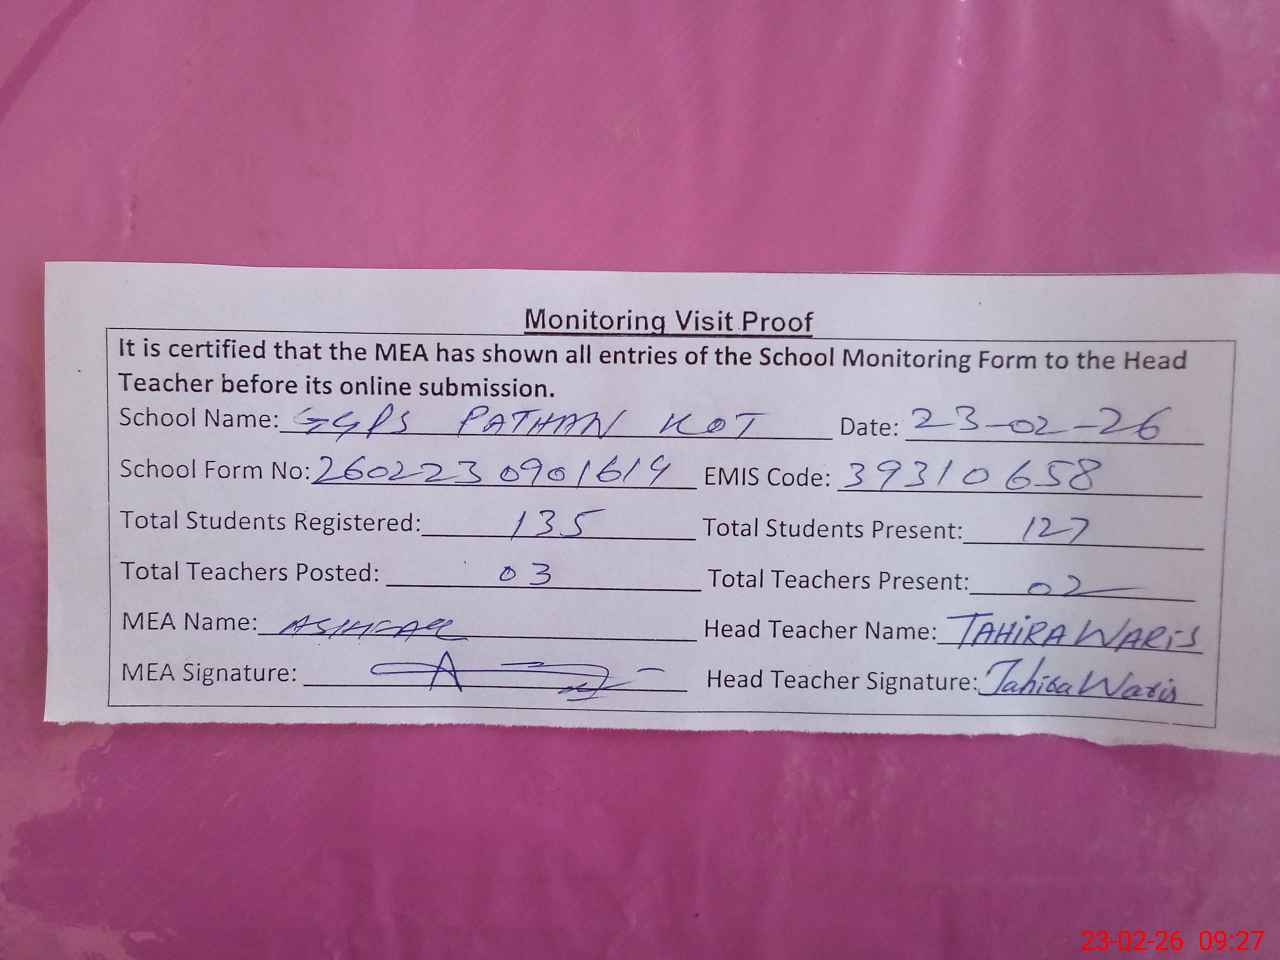 Monitoring Visit Proof
It is certified that the MEA has shown all entries of the School Monitoring Form to the Head
Teacher before its online submission.
School Name: GGPS PATHAN KOT Date: 23-02-26
School Form No: 2602230901614 EMIS Code: 39310658
Total Students Registered: 135 Total Students Present: 127
Total Teachers Posted: 03 Total Teachers Present: 02
MEA Name: Head Teacher Name: TAHIRA WARIS
MEA Signature: Head Teacher Signature: Tahira Waris
23-02-26 09:27